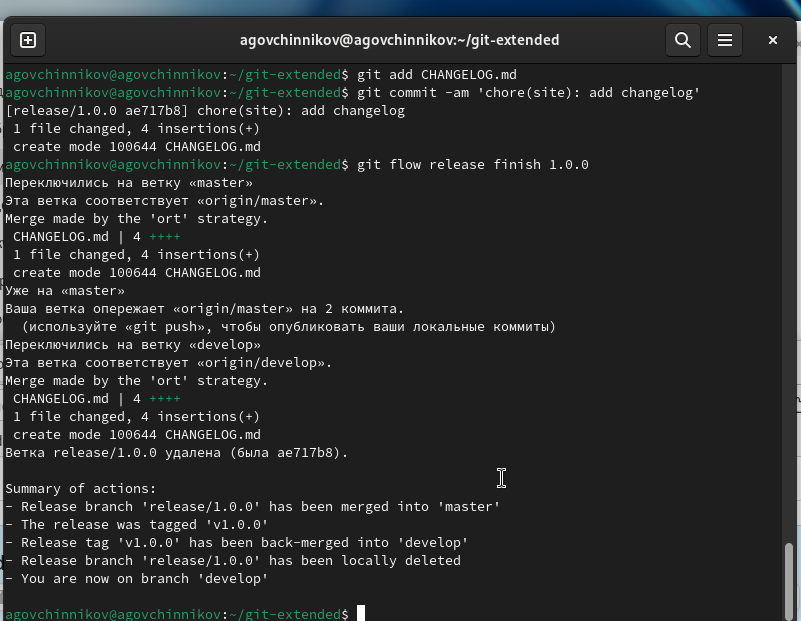 agovchinnikov@agovchinnikov:~/git-extended
agovchinnikov@agovchinnikov:~/git-extended$ git add CHANGELOG.md
agovchinnikov@agovchinnikov:~/git-extended$ git commit -am 'chore(site): add changelog'
[release/1.0.0 ae717b8] chore(site): add changelog
 1 file changed, 4 insertions(+)
 create mode 100644 CHANGELOG.md
agovchinnikov@agovchinnikov:~/git-extended$ git flow release finish 1.0.0
Переключились на ветку «master»
Эта ветка соответствует «origin/master».
Merge made by the 'ort' strategy.
 CHANGELOG.md | 4 ++++
 1 file changed, 4 insertions(+)
 create mode 100644 CHANGELOG.md
Уже на «master»
Ваша ветка опережает «origin/master» на 2 коммита.
  (используйте «git push», чтобы опубликовать ваши локальные коммиты)
Переключились на ветку «develop»
Эта ветка соответствует «origin/develop».
Merge made by the 'ort' strategy.
 CHANGELOG.md | 4 ++++
 1 file changed, 4 insertions(+)
 create mode 100644 CHANGELOG.md
Ветка release/1.0.0 удалена (была ae717b8).
Summary of actions:
- Release branch 'release/1.0.0' has been merged into 'master'
- The release was tagged 'v1.0.0'
- Release tag 'v1.0.0' has been back-merged into 'develop'
- Release branch 'release/1.0.0' has been locally deleted
- You are now on branch 'develop'
agovchinnikov@agovchinnikov:~/git-extended$